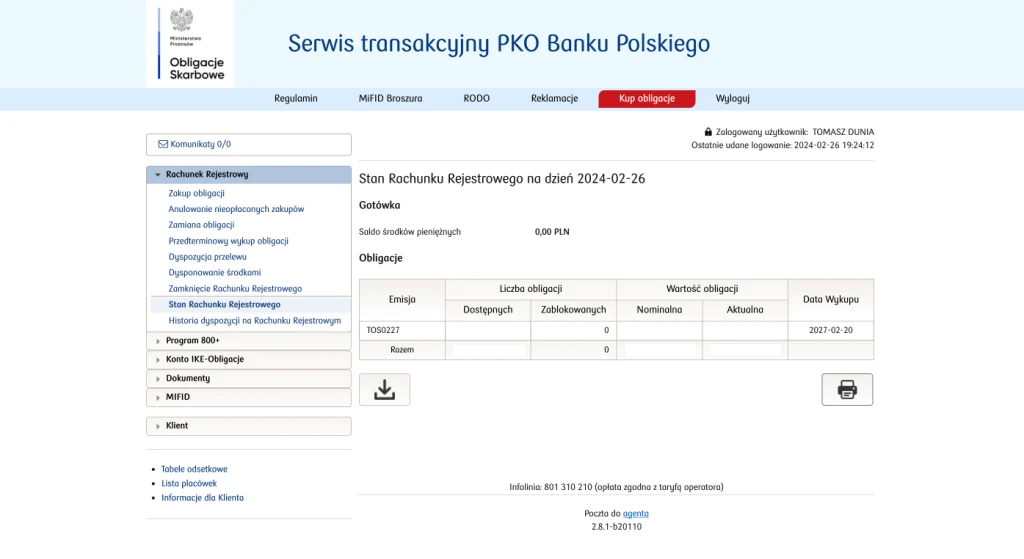 Ministerstwo
Finansów
Obligacje
Skarbowe
Serwis transakcyjny PKO Banku Polskiego
Regulamin MiFID Broszura RODO Reklamacje Kup obligacje Wyloguj
Komunikaty 0/0
Zalogowany użytkownik: TOMASZ DUNIA
Ostatnie udane logowanie: 2024-02-26 19:24:12
Rachunek Rejestrowy
Zakup obligacji
Anulowanie nieopłaconych zakupów
Zamiana obligacji
Przedterminowy wykup obligacji
Dyspozycja przelewu
Dysponowanie środkami
Zamknięcie Rachunku Rejestrowego
Stan Rachunku Rejestrowego
Historia dyspozycji na Rachunku Rejestrowym
Program 800+
Konto IKE-Obligacje
Dokumenty
MIFID
Klient
Tabele odsetkowe
Lista placówek
Informacje dla Klienta
Stan Rachunku Rejestrowego na dzień 2024-02-26
Gotówka
Saldo środków pieniężnych 0,00 PLN
Obligacje
Emisja Liczba obligacji Wartość obligacji Data Wykupu
Dostępnych Zablokowanych Nominalna Aktualna
TOS0227 0 2027-02-20
Razem 0
Infolinia: 801 310 210 (opłata zgodna z taryfą operatora)
Poczta do agenta
2.8.1-b20110